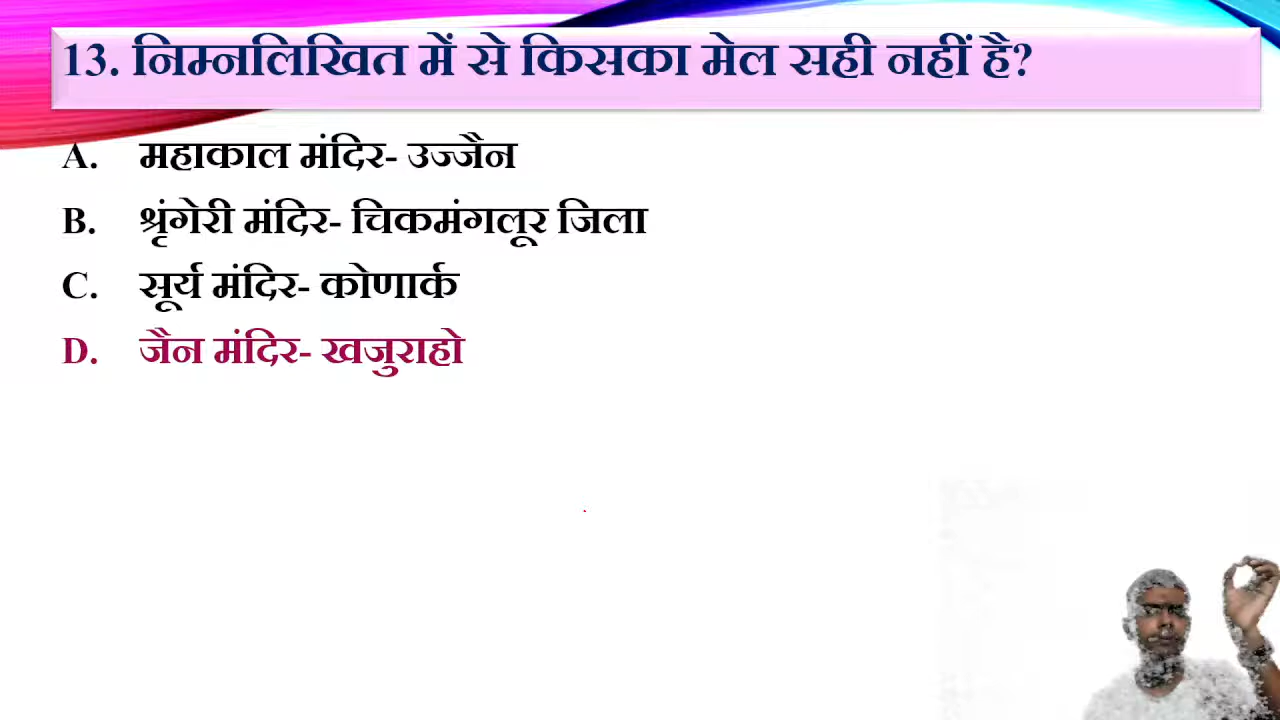 13. निम्नलिखित में से किसका मेल सही नहीं है?
A. महाकाल मंदिर- उज्जैन
B. श्रृंगेरी मंदिर- चिकमंगलूर जिला
C. सूर्य मंदिर- कोणार्क
D. जैन मंदिर- खजुराहो